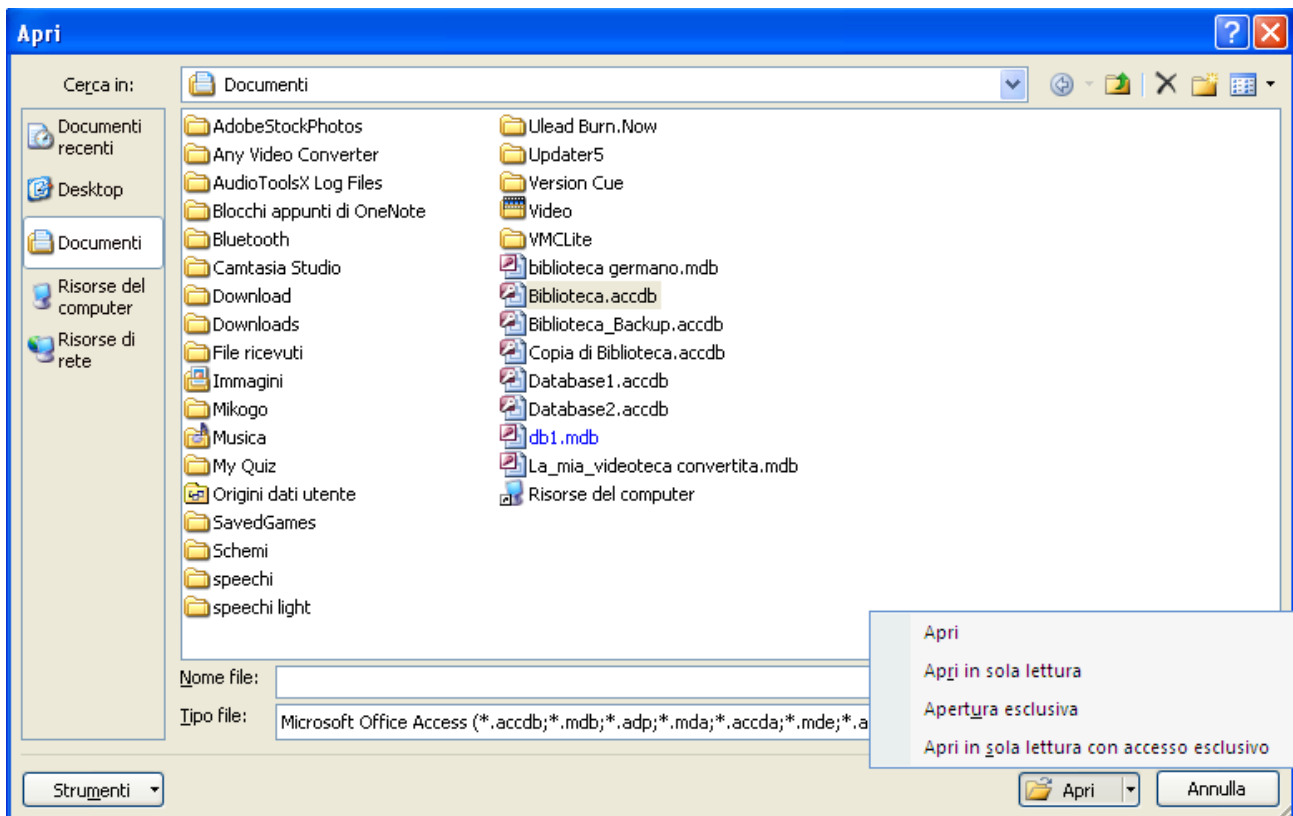 Apri
Cerca in:
Documenti
Documenti
recenti
Desktop
Documenti
Risorse del
computer
Risorse di
rete
AdobeStockPhotos
Any Video Converter
AudioToolsX Log Files
Blocchi appunti di OneNote
Bluetooth
Camtasia Studio
Download
Downloads
File ricevuti
Immagini
Mikogo
Musica
My Quiz
Origini dati utente
SavedGames
Schemi
speechi
speechi light
Ulead Burn.Now
Updater5
Version Cue
Video
VMCLite
biblioteca germano.mdb
Biblioteca.accdb
Biblioteca_Backup.accdb
Copia di Biblioteca.accdb
Database1.accdb
Database2.accdb
db1.mdb
La_mia_videoteca convertita.mdb
Risorse del computer
Nome file:
Tipo file:
Microsoft Office Access (*.accdb;*.mdb;*.adp;*.mda;*.accda;*.mde;*.a
Apri
Apri in sola lettura
Apertura esclusiva
Apri in sola lettura con accesso esclusivo
Strumenti
Apri
Annulla